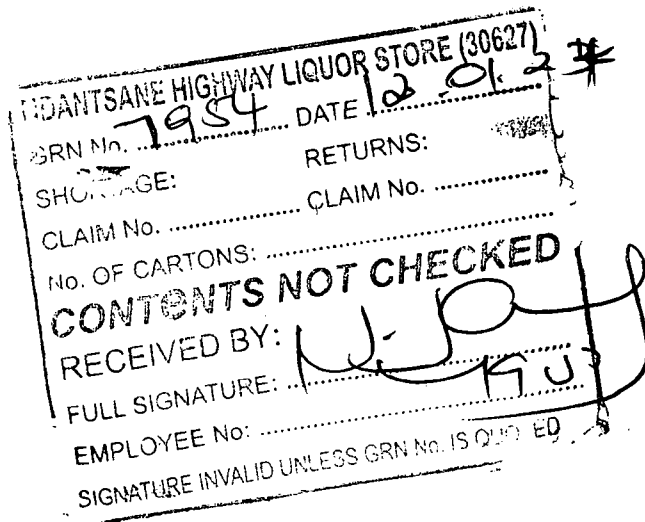 MDANTSANE HIGHWAY LIQUOR STORE (30627)
GRN No. 7954 DATE 12.01.2
SHORTAGE: RETURNS:
CLAIM No. CLAIM No.
No. OF CARTONS:
CONTENTS NOT CHECKED
RECEIVED BY:
FULL SIGNATURE:
EMPLOYEE No:
SIGNATURE INVALID UNLESS GRN No. IS QUOTED